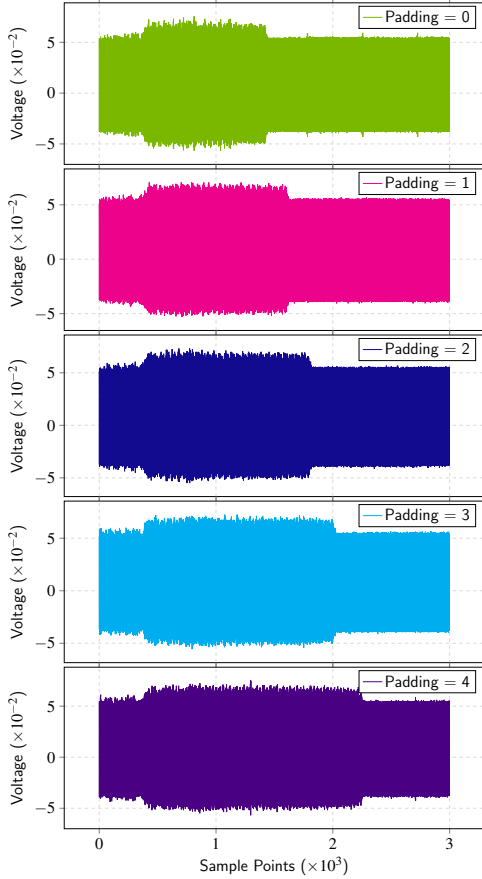 Padding = 0
5
0
−5
Voltage (×10−2)
Padding = 1
5
0
−5
Voltage (×10−2)
Padding = 2
5
0
−5
Voltage (×10−2)
Padding = 3
5
0
−5
Voltage (×10−2)
Padding = 4
5
0
−5
Voltage (×10−2)
0 1 2 3
Sample Points (×10³)